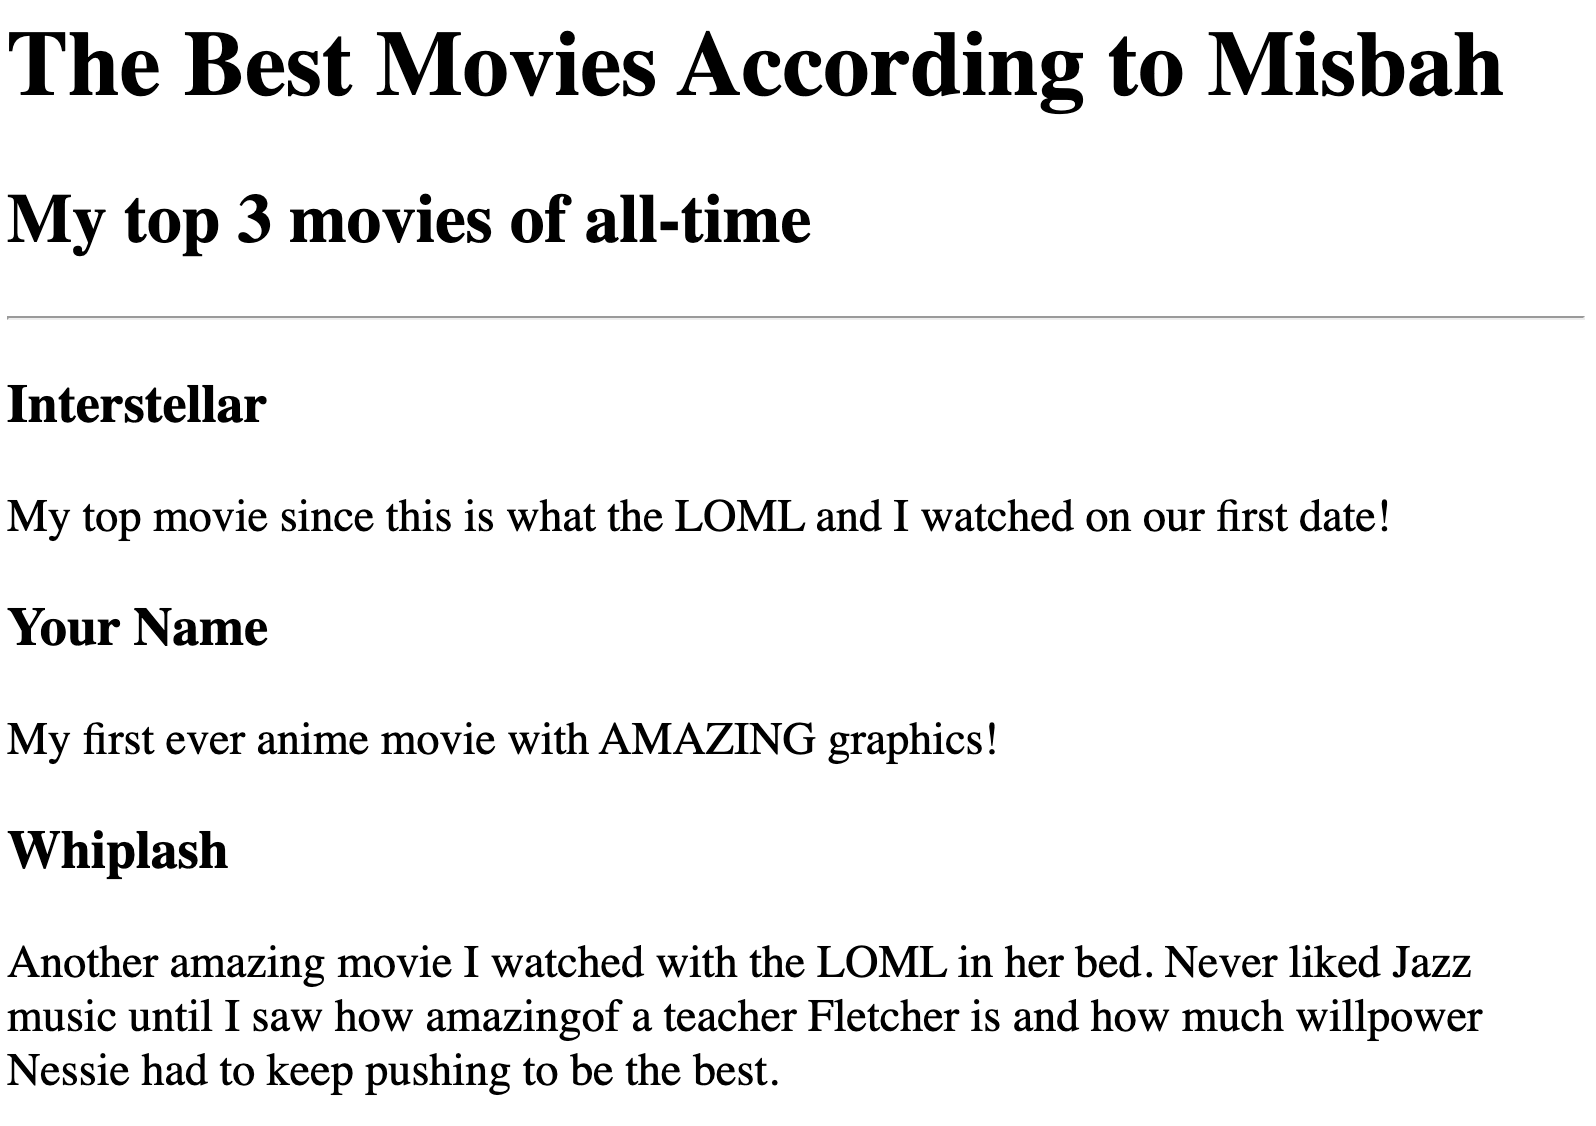 The Best Movies According to Misbah
My top 3 movies of all-time
Interstellar
My top movie since this is what the LOML and I watched on our first date!
Your Name
My first ever anime movie with AMAZING graphics!
Whiplash
Another amazing movie I watched with the LOML in her bed. Never liked Jazz
music until I saw how amazingof a teacher Fletcher is and how much willpower
Nessie had to keep pushing to be the best.